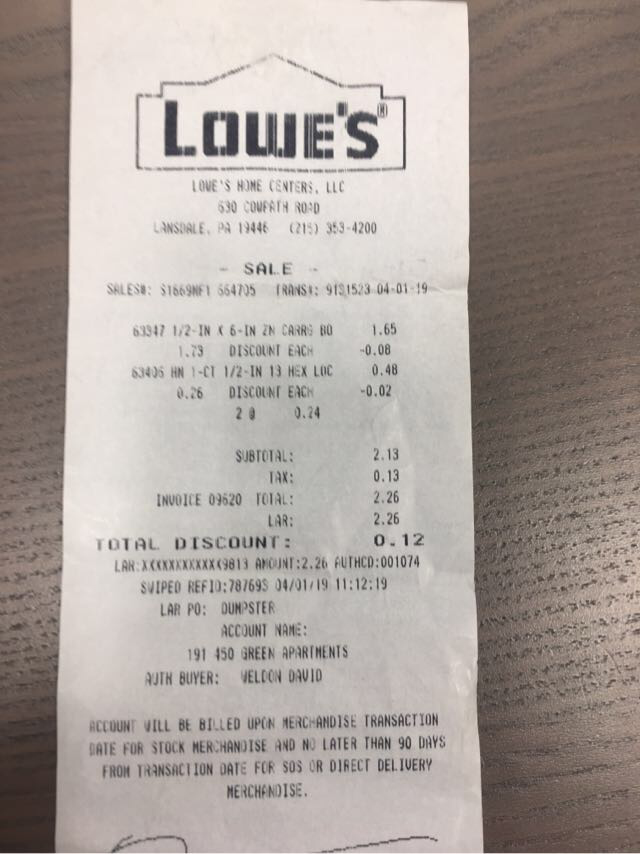 LOWE'S®
LOWE'S HOME CENTERS, LLC
630 COWPATH ROAD
LANSDALE, PA 19446 (215) 353-4200
- SALE -
SALES#: S1669MF1 664705 TRANS#: 9131523 04-01-19
63347 1/2-IN X 6-IN ZN CARRG BO 1.65
1.73 DISCOUNT EACH -0.08
63406 HN 1-CT 1/2-IN 13 HEX LOC 0.48
0.26 DISCOUNT EACH -0.02
2 @ 0.24
SUBTOTAL: 2.13
TAX: 0.13
INVOICE 09620 TOTAL: 2.26
LAR: 2.26
TOTAL DISCOUNT: 0.12
LAR:XXXXXXXXXXXX9813 AMOUNT:2.26 AUTHCD:001074
SWIPED REFID:787693 04/01/19 11:12:19
LAR PO: DUMPSTER
ACCOUNT NAME:
191 450 GREEN APARTMENTS
AUTH BUYER: WELDON DAVID
ACCOUNT WILL BE BILLED UPON MERCHANDISE TRANSACTION
DATE FOR STOCK MERCHANDISE AND NO LATER THAN 90 DAYS
FROM TRANSACTION DATE FOR SOS OR DIRECT DELIVERY
MERCHANDISE.